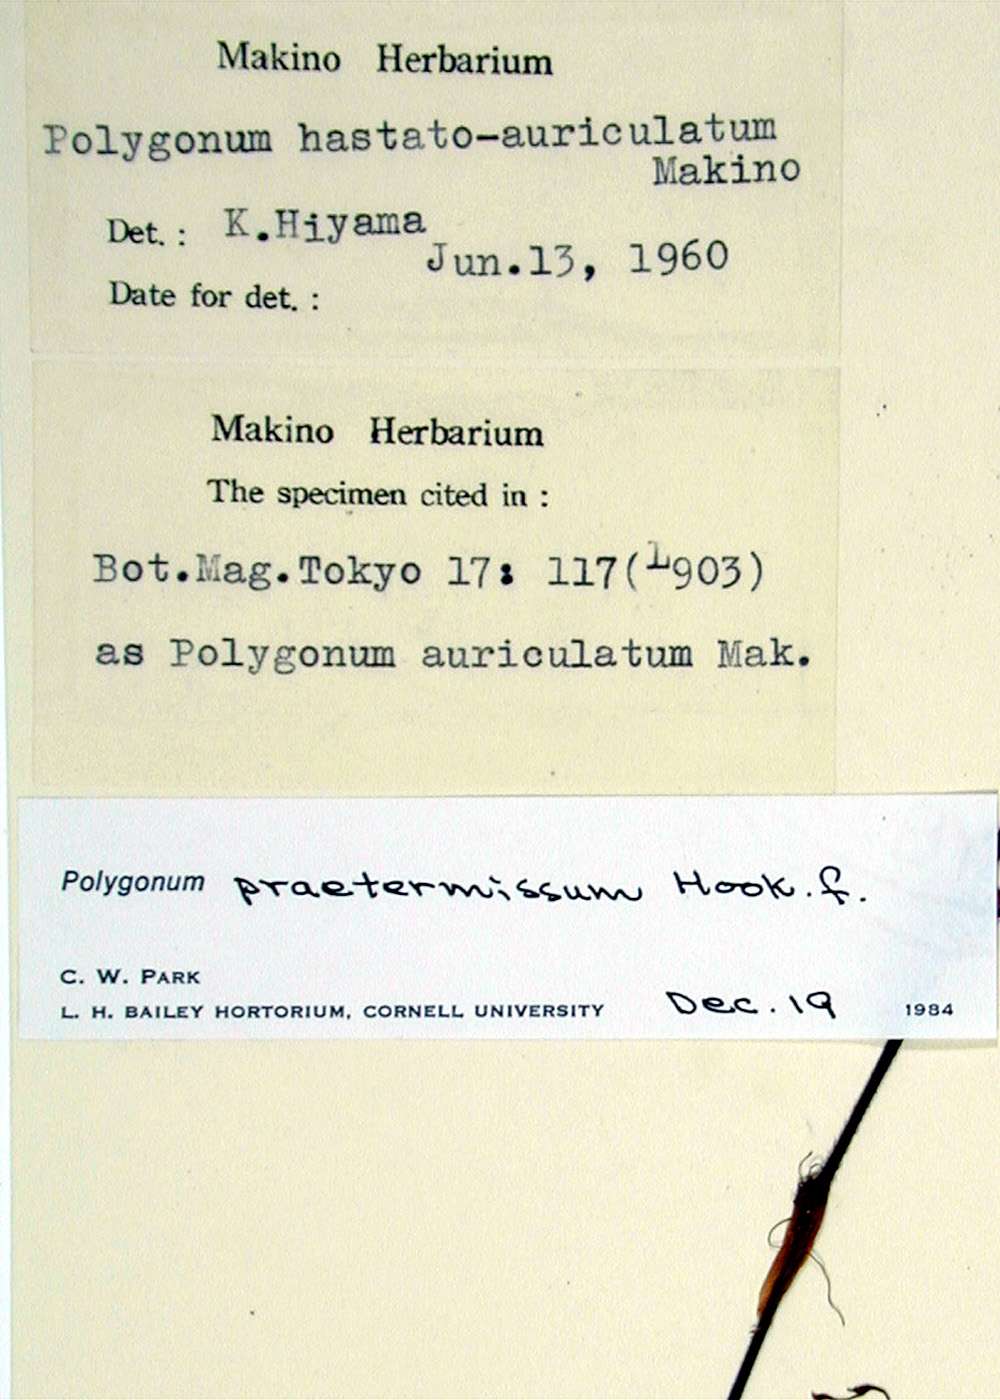 Makino Herbarium
Polygonum hastato-auriculatum
Makino
Det. : K.Hiyama
Jun.13, 1960
Date for det. :
Makino Herbarium
The specimen cited in :
Bot.Mag.Tokyo 17: 117(1903)
as Polygonum auriculatum Mak.
Polygonum praetermissum Hook.f.
C. W. PARK
L. H. BAILEY HORTORIUM, CORNELL UNIVERSITY Dec. 19 1984